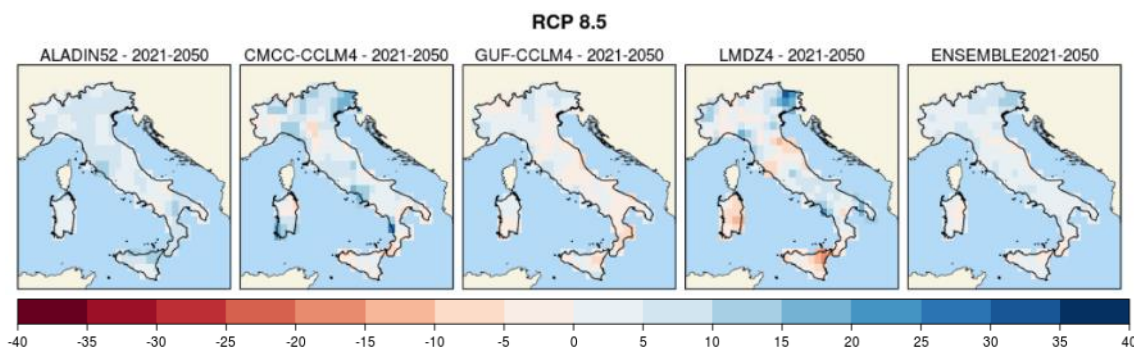 RCP 8.5
ALADIN52 - 2021-2050 CMCC-CCLM4 - 2021-2050 GUF-CCLM4 - 2021-2050 LMDZ4 - 2021-2050 ENSEMBLE2021-2050
-40 -35 -30 -25 -20 -15 -10 -5 0 5 10 15 20 25 30 35 40